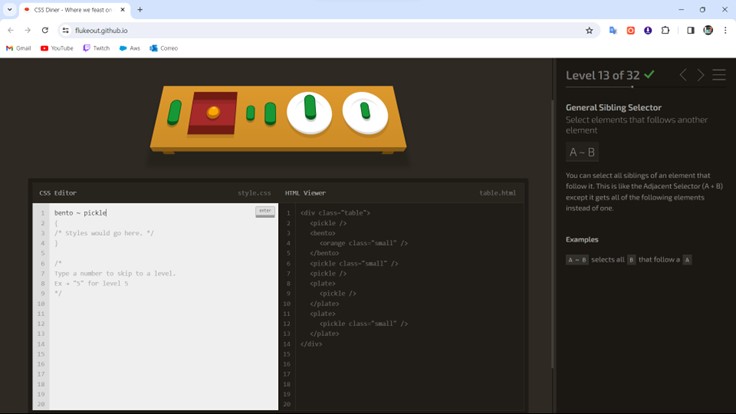 CSS Diner - Where we feast on
flukeout.github.io
Gmail
YouTube
Twitch
Aws
Correo
Level 13 of 32
General Sibling Selector
Select elements that follows another
element
A ~ B
You can select all siblings of an element that
follow it. This is like the Adjacent Selector (A + B)
except it gets all of the following elements
instead of one.
Examples
A ~ B selects all B that follow a A
CSS Editor
style.css
1 bento ~ pickle
enter
2 {
3 /* Styles would go here. */
4 }
5
6 /*
7 Type a number to skip to a level.
8 Ex → "5" for level 5
9 */
10
11
12
13
14
15
16
17
18
19
20
HTML Viewer
table.html
1 <div class="table">
2 <pickle />
3 <bento>
4 <orange class="small" />
5 </bento>
6 <pickle class="small" />
7 <pickle />
8 <plate>
9 <pickle />
10 </plate>
11 <plate>
12 <pickle class="small" />
13 </plate>
14 </div>
15
16
17
18
19
20